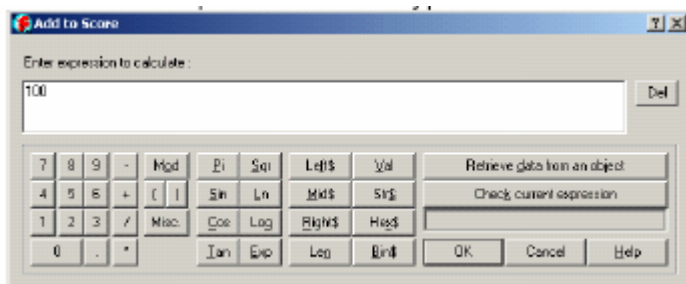 Add to Score
Enter expression to calculate :
100
Del
7 8 9 - Mod Pi Sqr Left$ Val Retrieve data from an object
4 5 6 + ( ) Sin Ln Mid$ Str$ Check current expression
1 2 3 / Misc. Cos Log Right$ Hex$
0 . * Tan Exp Len Bin$ OK Cancel Help